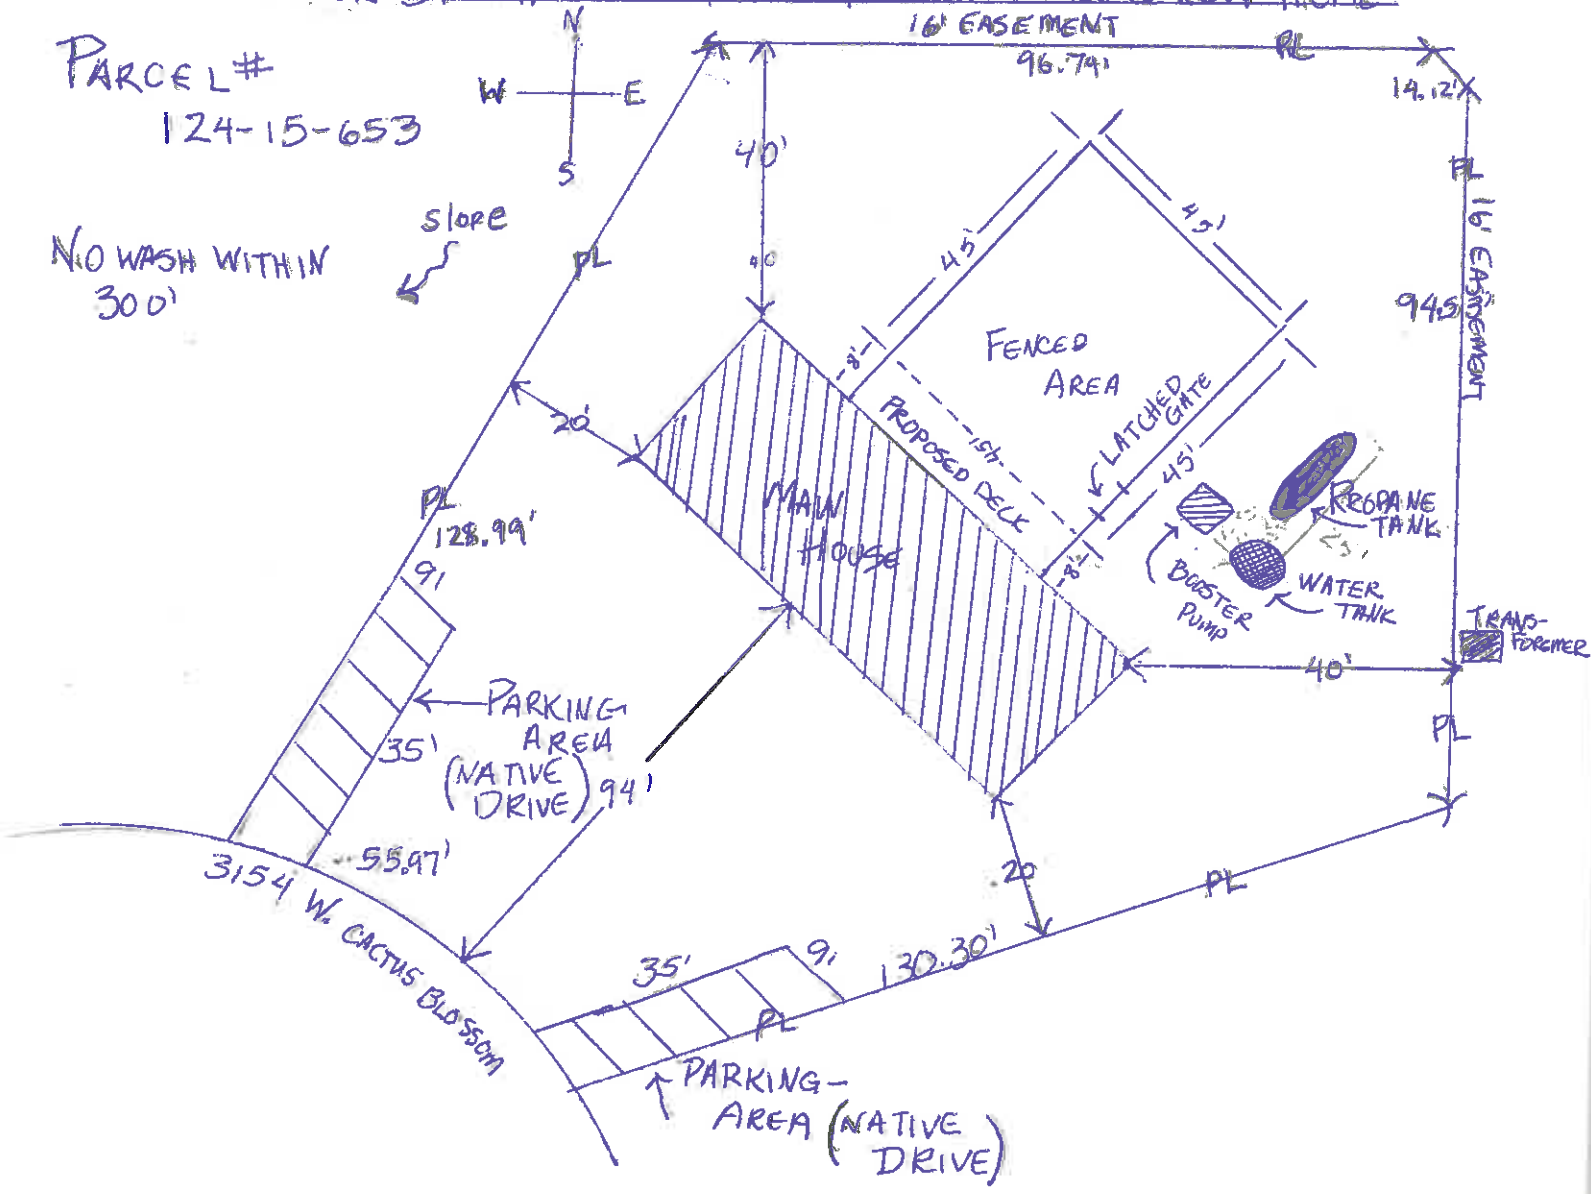 16' EASEMENT
PL
96.74'
14.12'
N
W E
S
PARCEL #
124-15-653
NO WASH WITHIN
300'
slope
PL
40'
40
45'
45'
PL
16' EASEMENT
94.53'
FENCED
AREA
8'
PROPOSED DECK
45'
LATCHED
GATE
45'
8'
20'
MAIN
HOUSE
PROPANE
TANK
BOOSTER
PUMP
WATER
TANK
TRANS-
FORMER
40'
PL
PL
128.99'
9'
PARKING
AREA
(NATIVE
DRIVE)
35'
94'
55.97'
3154 W. CACTUS BLOSSOM
20
PL
130.30'
35'
9'
PL
PARKING-
AREA (NATIVE
DRIVE)